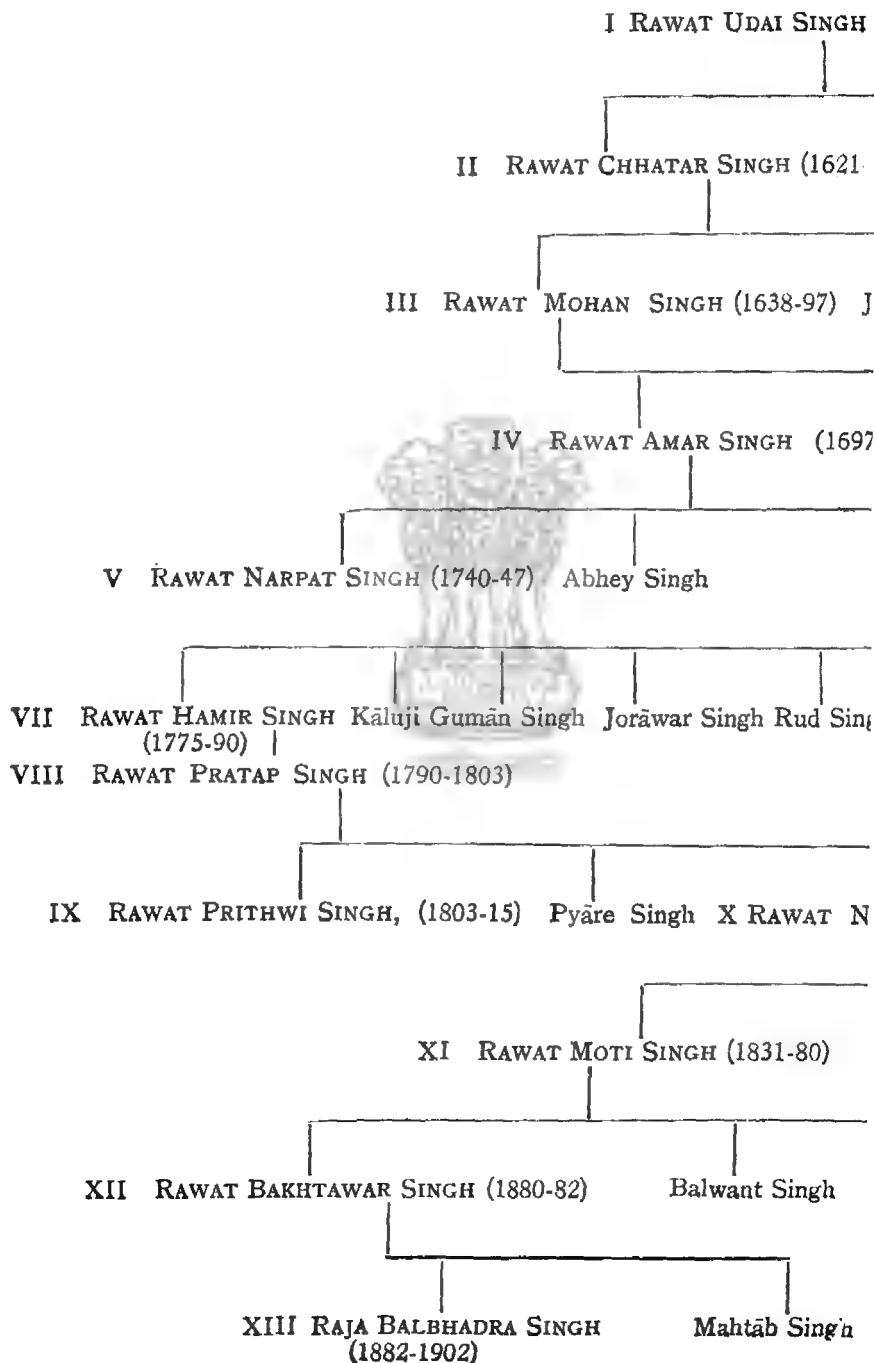 I RAWAT UDAI SINGH
II RAWAT CHHATAR SINGH (1621-
III RAWAT MOHAN SINGH (1638-97) J
IV RAWAT AMAR SINGH (1697
V RAWAT NARPAT SINGH (1740-47) Abhey Singh
VII RAWAT HAMIR SINGH Kāluji Gumān Singh Jorāwar Singh Rud Sing
(1775-90)
VIII RAWAT PRATAP SINGH (1790-1803)
IX RAWAT PRITHWI SINGH, (1803-15) Pyāre Singh X RAWAT N
XI RAWAT MOTI SINGH (1831-80)
XII RAWAT BAKHTAWAR SINGH (1880-82) Balwant Singh
XIII RAJA BALBHADRA SINGH Mahtāb Singh
(1882-1902)